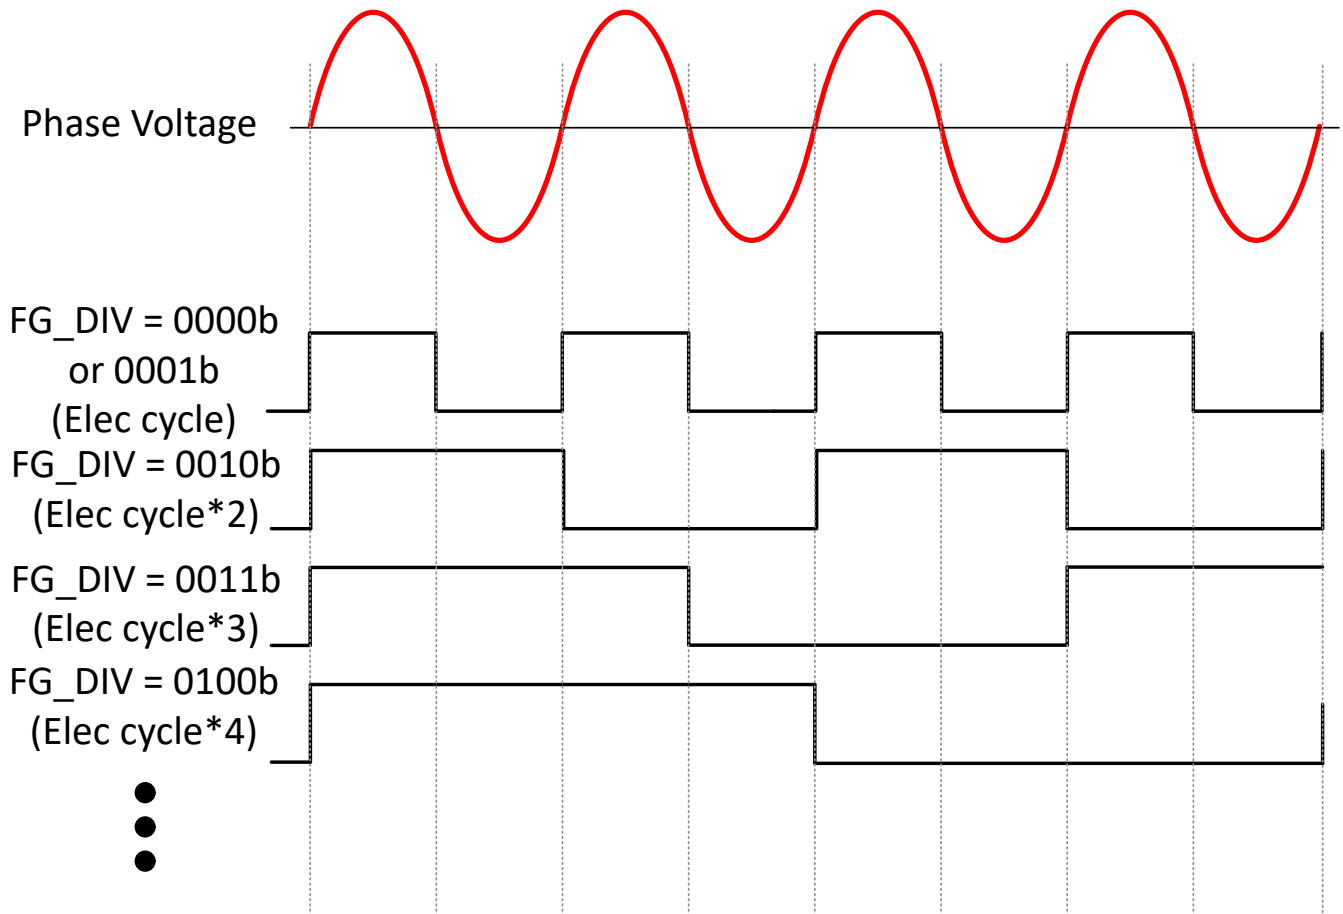 Phase Voltage
FG_DIV = 0000b
or 0001b
(Elec cycle)
FG_DIV = 0010b
(Elec cycle*2)
FG_DIV = 0011b
(Elec cycle*3)
FG_DIV = 0100b
(Elec cycle*4)